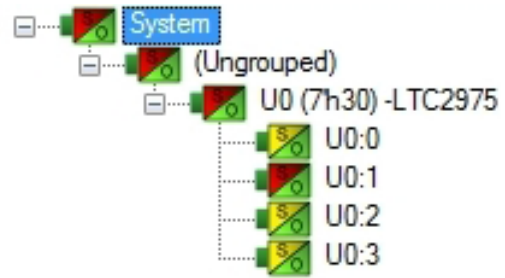 S O System
S O (Ungrouped)
S O U0 (7'h30) -LTC2975
S O U0:0
S O U0:1
S O U0:2
S O U0:3